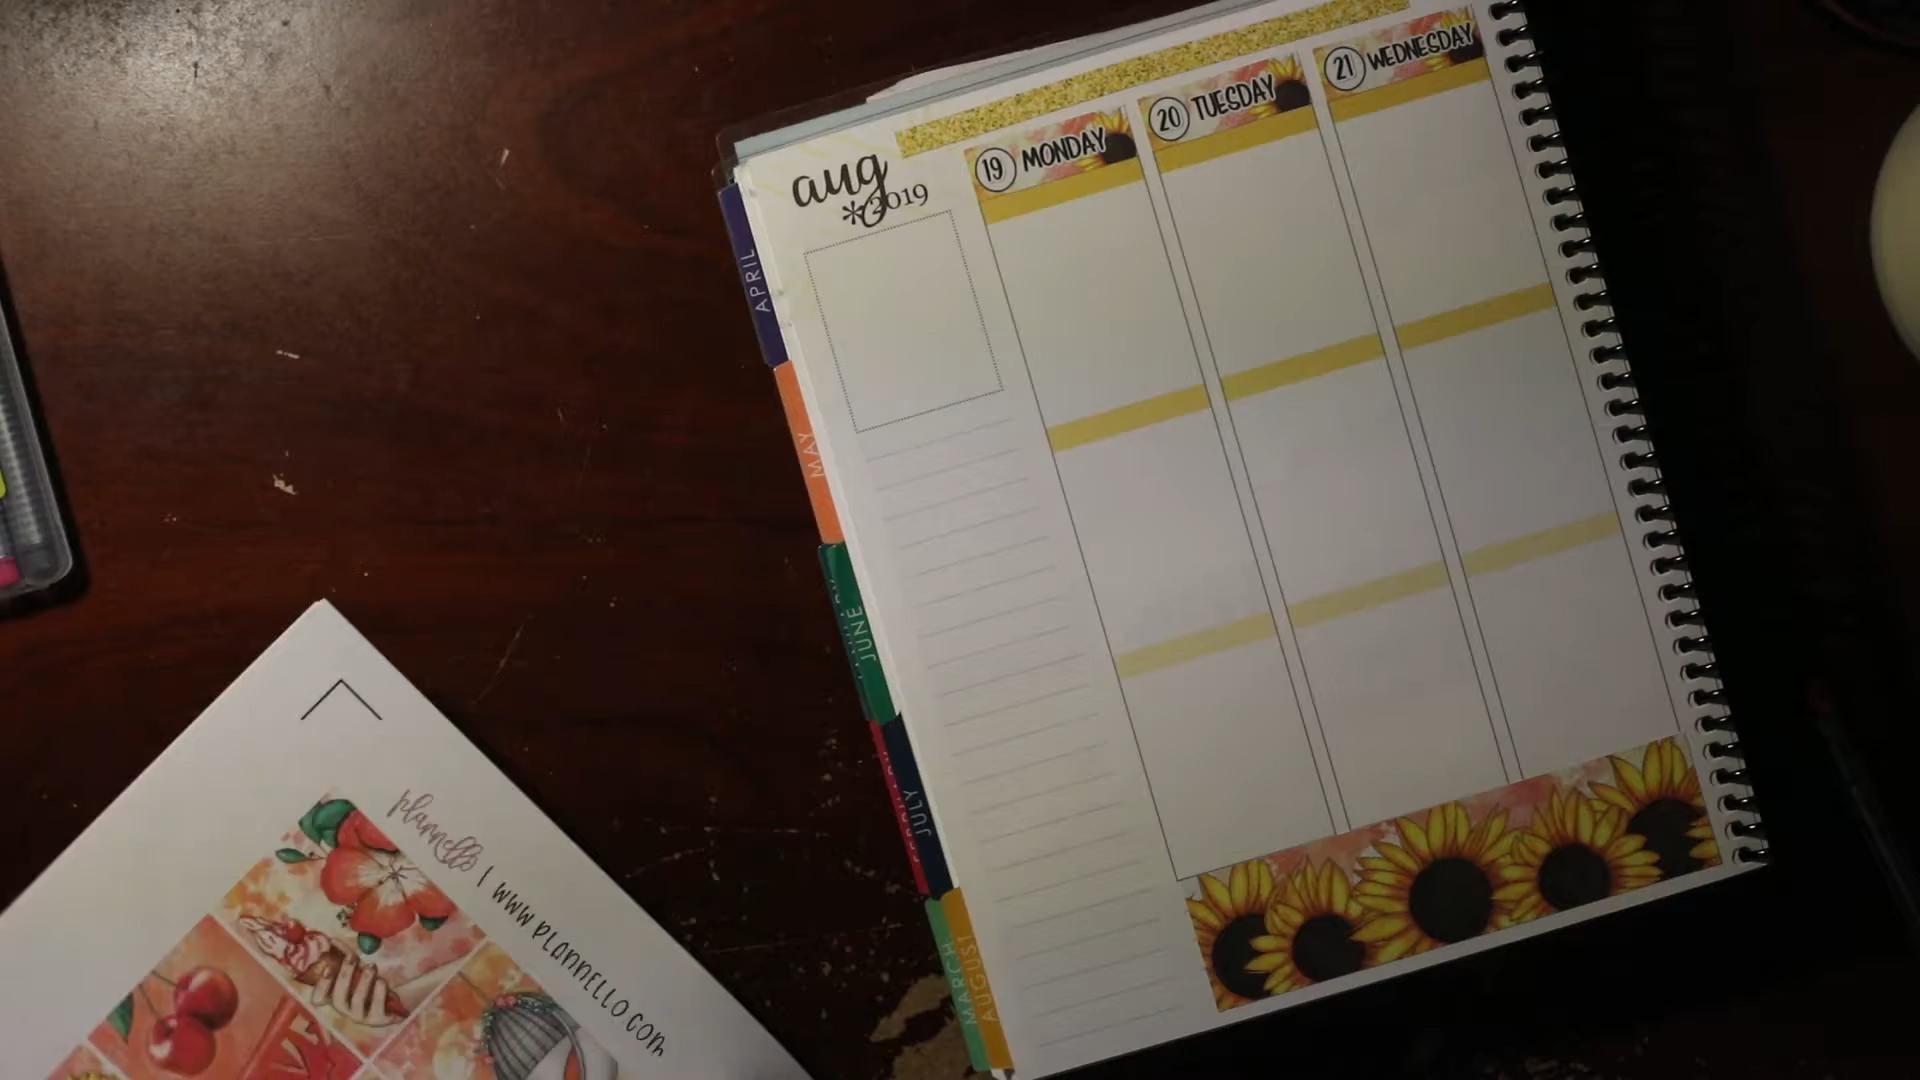 aug
*2019
19 MONDAY
20 TUESDAY
21 WEDNESDAY
APRIL
MAY
JUNE
JULY
MARCH
AUGUST
plannello | www.plannello.com